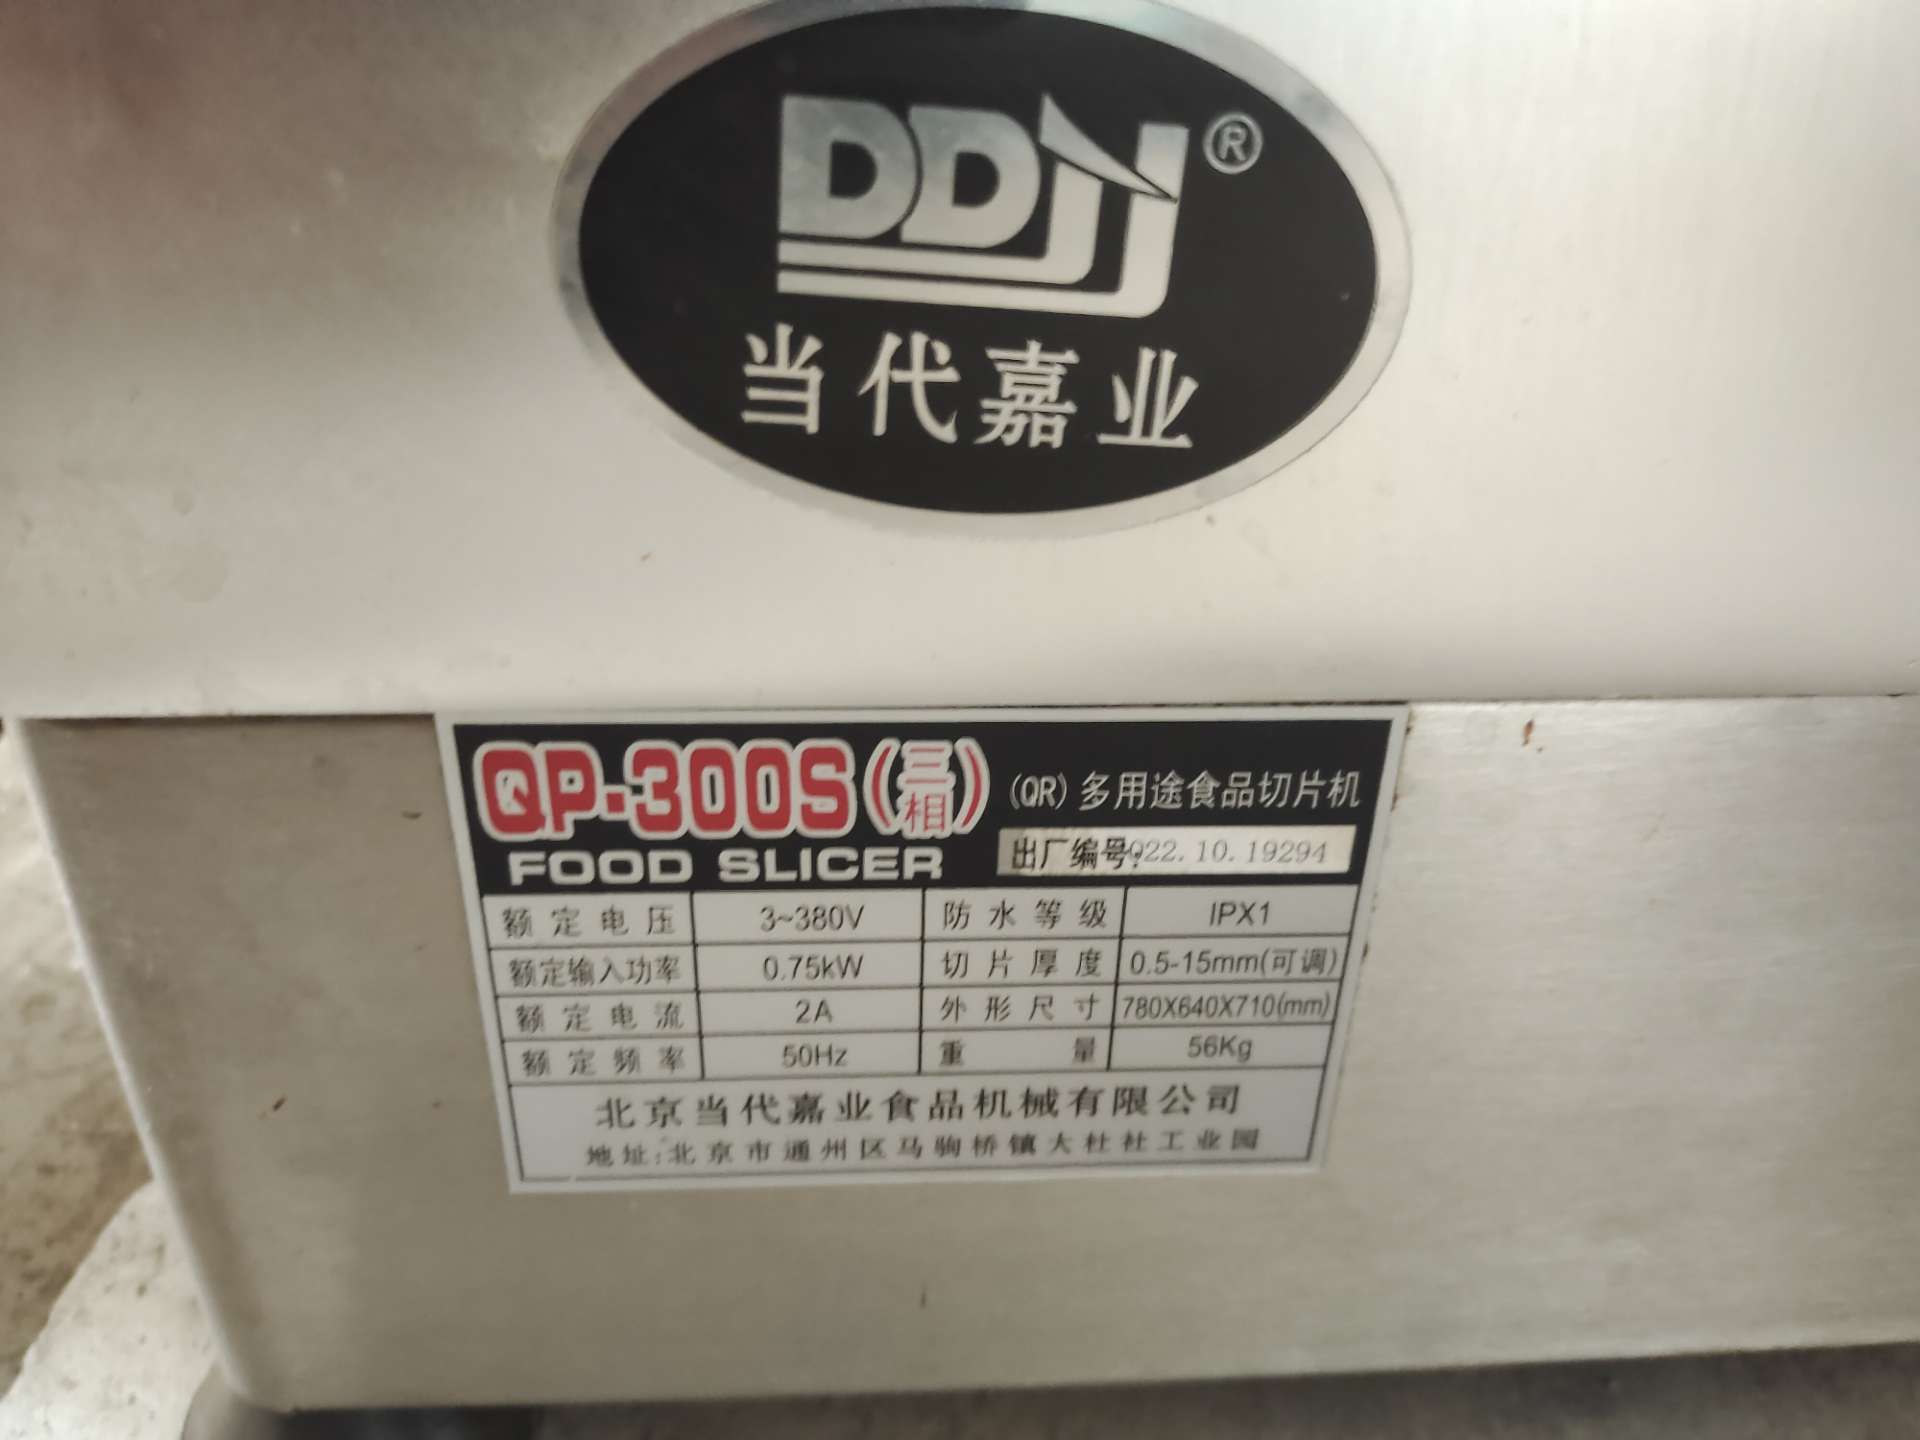 DDJY®
当代嘉业
QP-300S(三相) (QR)多用途食品切片机
FOOD SLICER 出厂编号:022.10.19294
额定电压 3~380V 防水等级 IPX1
额定输入功率 0.75kW 切片厚度 0.5-15mm(可调)
额定电流 2A 外形尺寸 780X640X710(mm)
额定频率 50Hz 重量 56Kg
北京当代嘉业食品机械有限公司
地址:北京市通州区马驹桥镇大杜社工业园